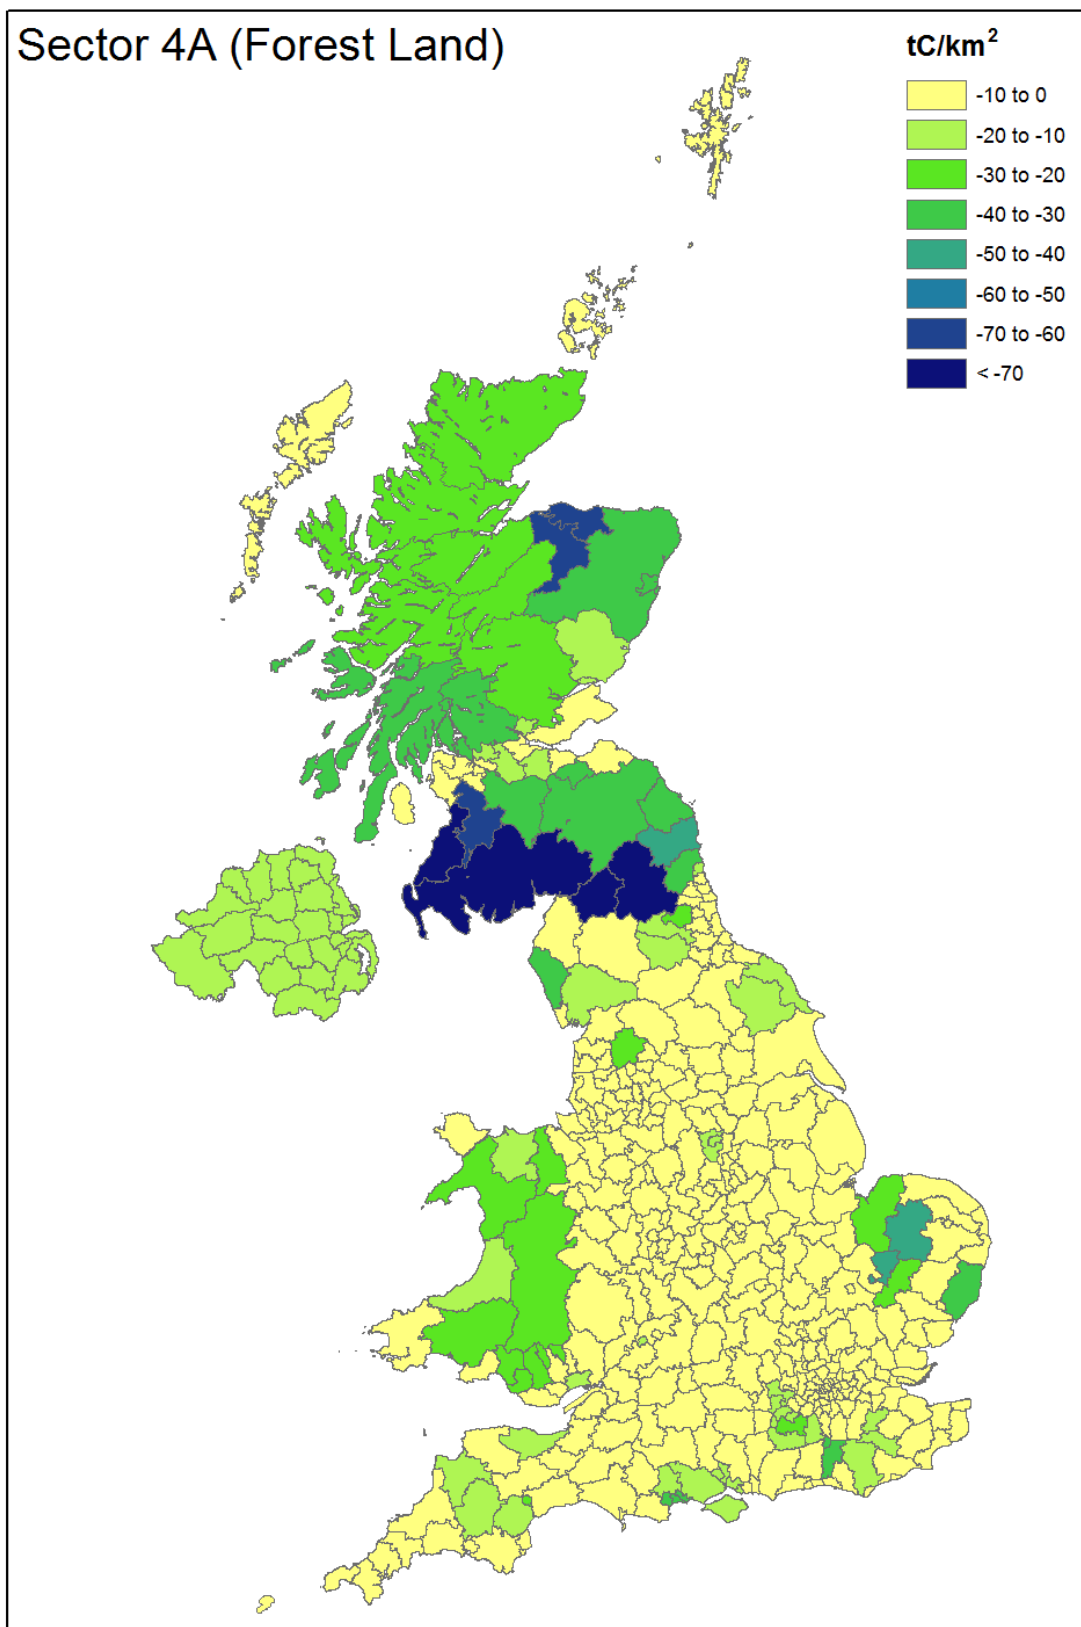 Sector 4A (Forest Land)
tC/km²
-10 to 0
-20 to -10
-30 to -20
-40 to -30
-50 to -40
-60 to -50
-70 to -60
< -70